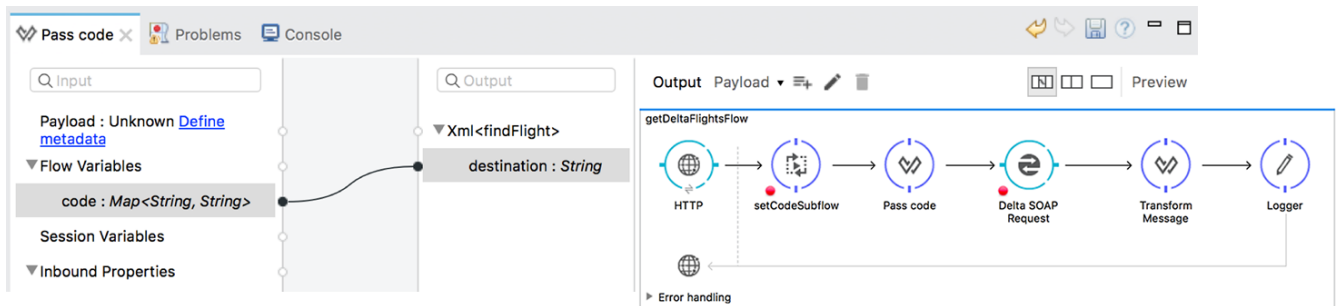 Pass code
Problems
Console
Input
Payload : Unknown Define
metadata
Flow Variables
code : Map<String, String>
Session Variables
Inbound Properties
Output
Xml<findFlight>
destination : String
Output Payload
Preview
getDeltaFlightsFlow
HTTP
setCodeSubflow
Pass code
Delta SOAP
Request
Transform
Message
Logger
Error handling